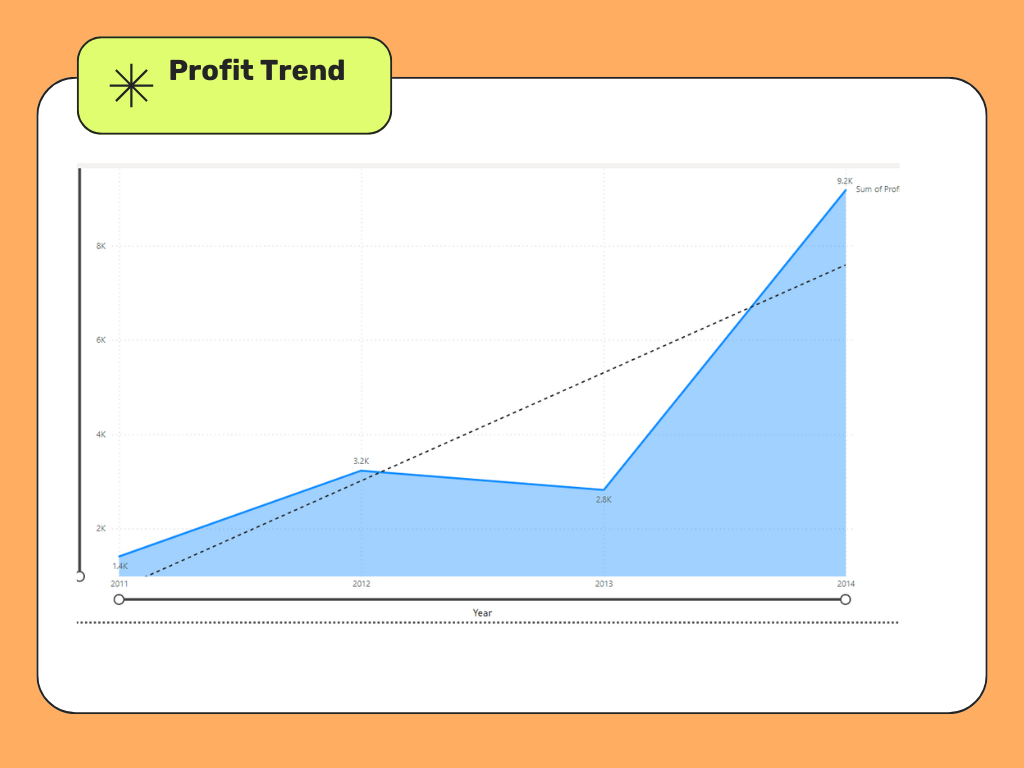 Profit Trend
9.2K
Sum of Profi
8K
6K
4K
3.2K
2.8K
2K
1.4K
2011 2012 2013 2014
Year